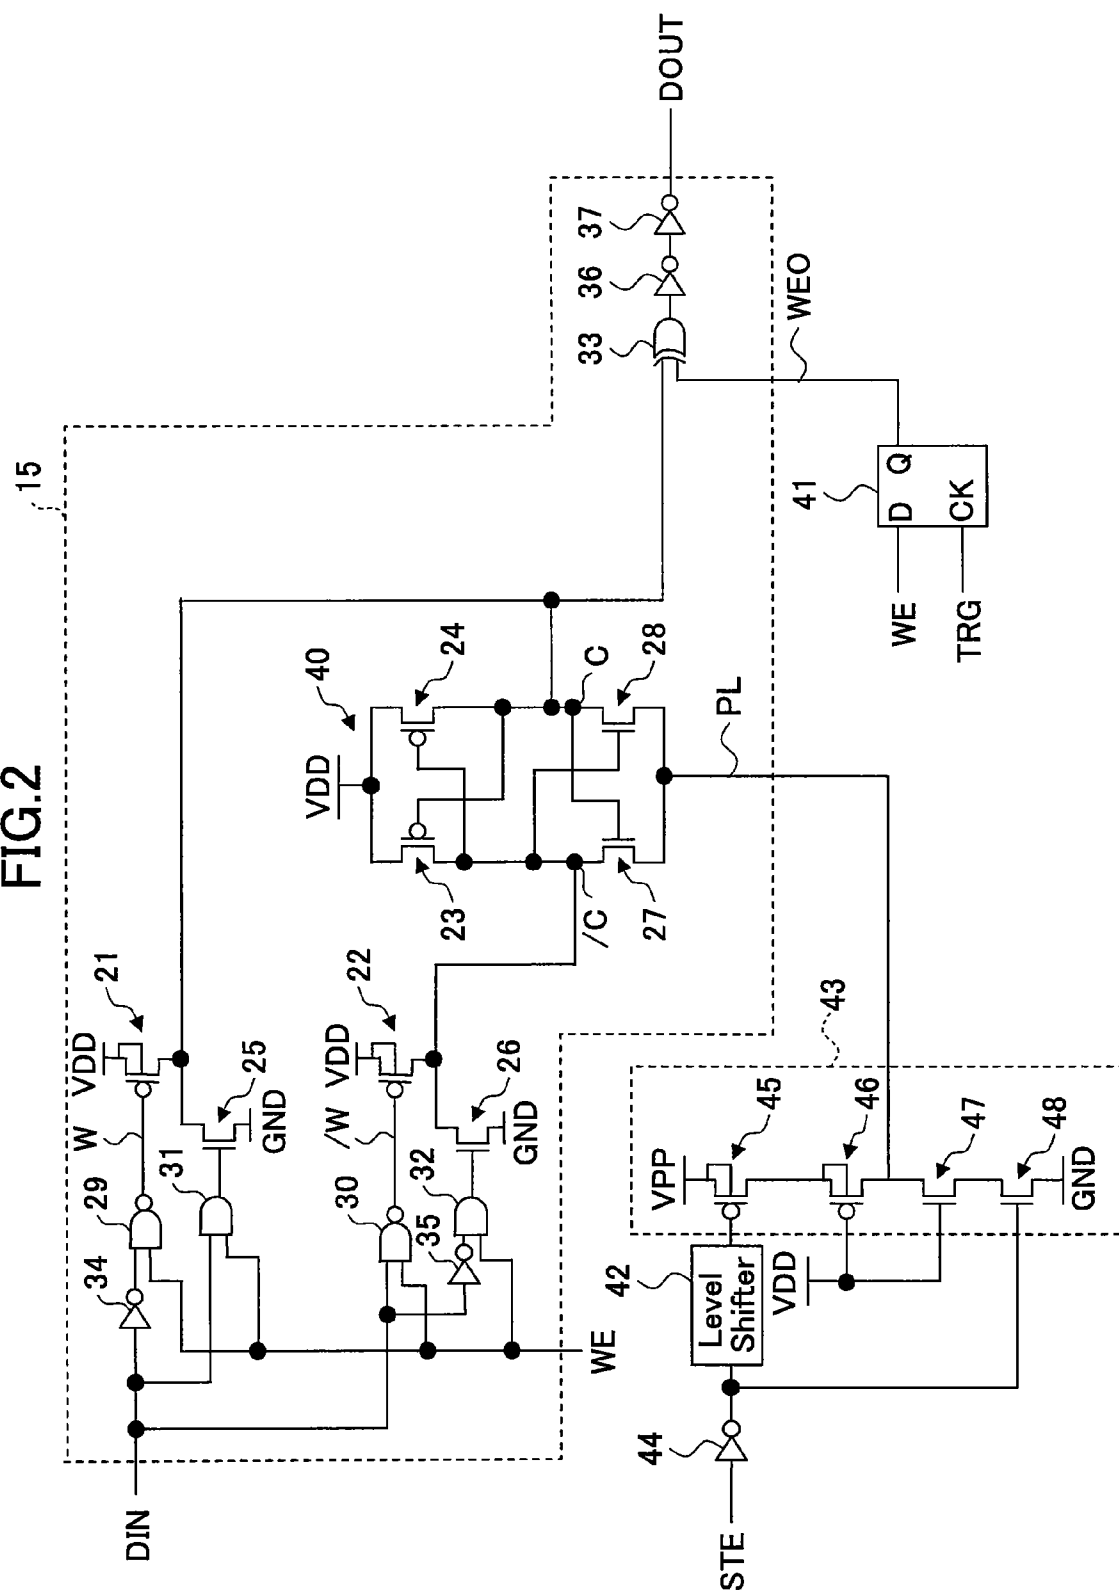 FIG.2
15
DIN
34
29
W
VDD
21
31
25
GND
30
/W
VDD
22
35
32
26
GND
WE
VDD
40
23
24
/C
C
27
28
PL
33
36
37
DOUT
WEO
WE
TRG
D
Q
CK
41
STE
44
42
Level
Shifter
VDD
VPP
43
45
46
47
48
GND